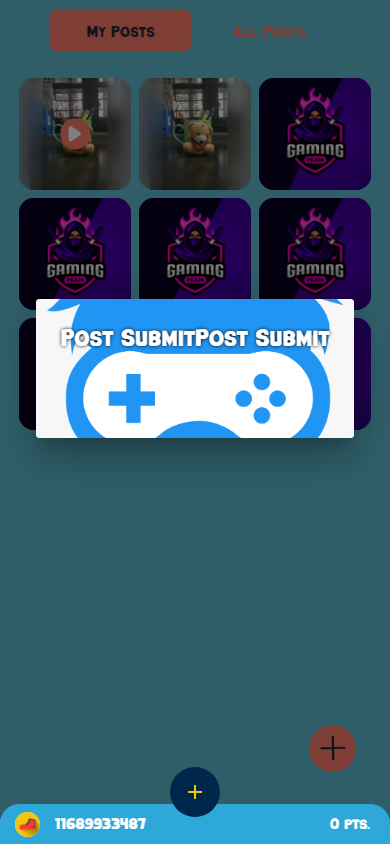 My Posts
All Posts
GAMING
TEAM
GAMING
TEAM
GAMING
TEAM
GAMING
TEAM
Post SubmitPost Submit
11689933487
0 pts.